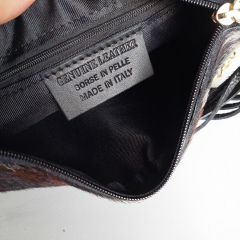 GENUINE LEATHER
BORSE IN PELLE
MADE IN ITALY